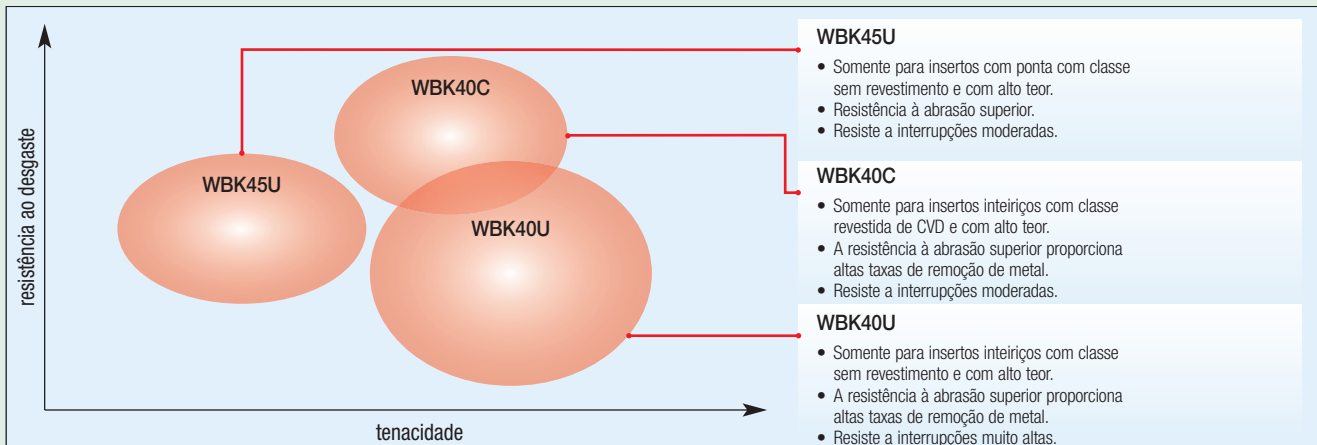 resistência ao desgaste
tenacidade
WBK45U
WBK40C
WBK40U
WBK45U
• Somente para insertos com ponta com classe
sem revestimento e com alto teor.
• Resistência à abrasão superior.
• Resiste a interrupções moderadas.
WBK40C
• Somente para insertos inteiriços com classe
revestida de CVD e com alto teor.
• A resistência à abrasão superior proporciona
altas taxas de remoção de metal.
• Resiste a interrupções moderadas.
WBK40U
• Somente para insertos inteiriços com classe
sem revestimento e com alto teor.
• A resistência à abrasão superior proporciona
altas taxas de remoção de metal.
• Resiste a interrupções muito altas.